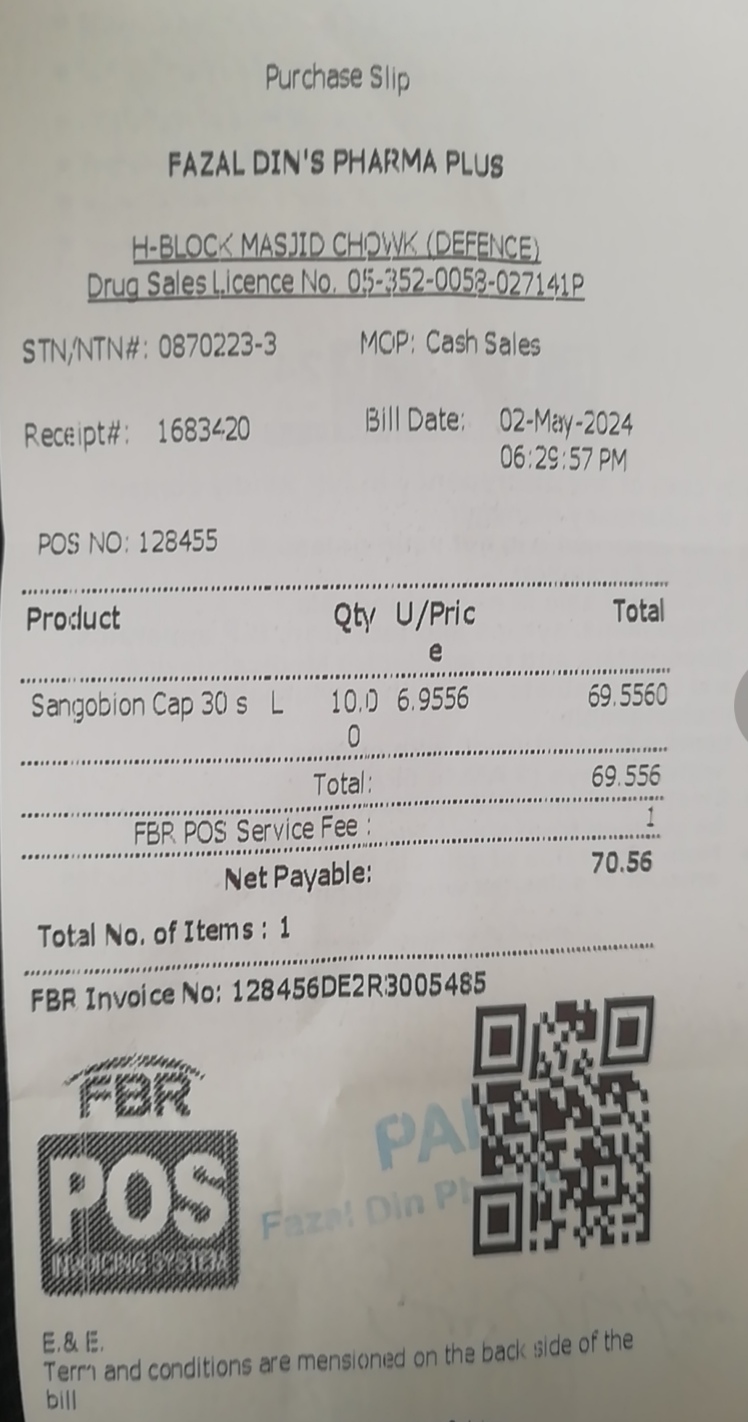 Purchase Slip
FAZAL DIN'S PHARMA PLUS
H-BLOCK MASJID CHOWK (DEFENCE)
Drug Sales Licence No. 05-352-0058-027141P
STN/NTN#: 0870223-3 MOP: Cash Sales
Receipt#: 1683420 Bill Date: 02-May-2024
06:29:57 PM
POS NO: 128455
Product Qty U/Pric Total
e
Sangobion Cap 30 s L 10.0 6.9556 69.5560
0
Total: 69.556
FBR POS Service Fee : 1
Net Payable: 70.56
Total No. of Items : 1
FBR Invoice No: 128456DE2R3005485
FBR
POS
INVOICING SYSTEM
Fazal Din
E.& E.
Term and conditions are mensioned on the back side of the
bill